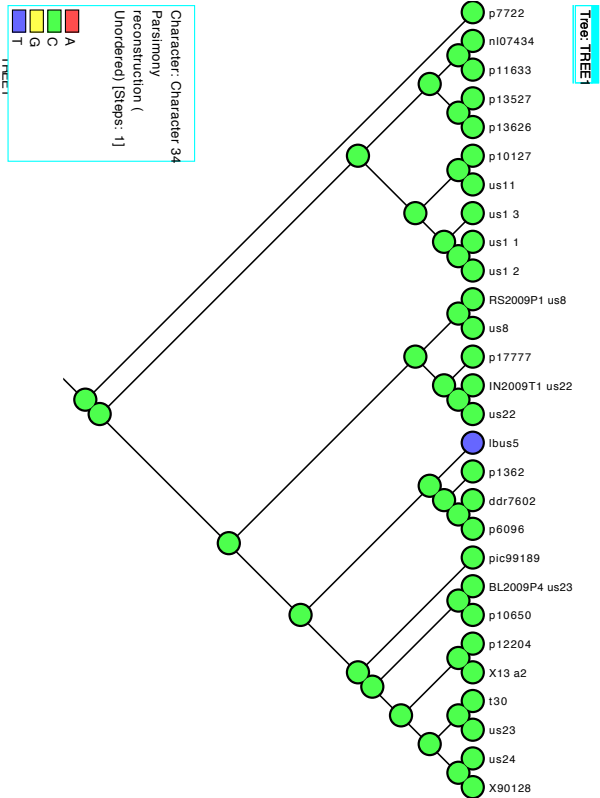 Tree: TREE1
Character: Character 34
Parsimony
reconstruction (
Unordered) [Steps: 1]
A
C
G
T
p7722
nl07434
p11633
p13527
p13626
p10127
us11
us1 3
us1 1
us1 2
RS2009P1 us8
us8
p17777
IN2009T1 us22
us22
lbus5
p1362
ddr7602
p6096
pic99189
BL2009P4 us23
p10650
p12204
X13 a2
t30
us23
us24
X90128